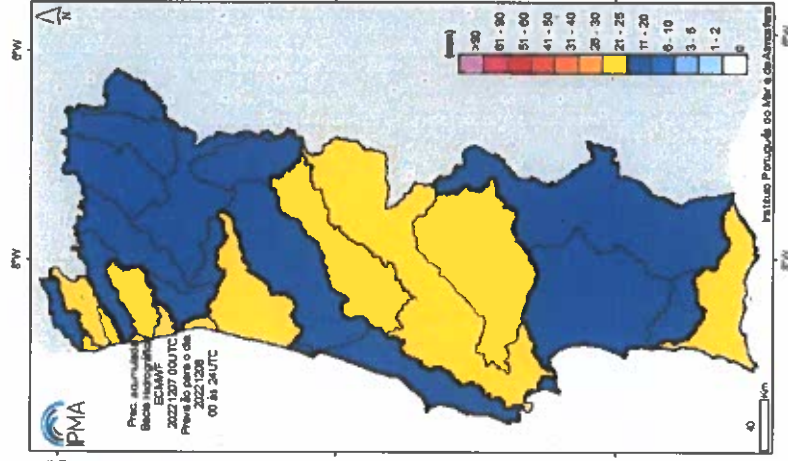 8°W
6°W
N
IPMA
Prec. acumulada
Bacia Hidrográfica
ECMWF
20221207 00UTC
Previsão para o dia
20221208
00 às 24UTC
(mm)
>90
61 - 90
51 - 60
41 - 50
31 - 40
26 - 30
21 - 25
11 - 20
6 - 10
3 - 5
1 - 2
0
40
Km
8°W
Instituto Português do Mar e da Atmosfera